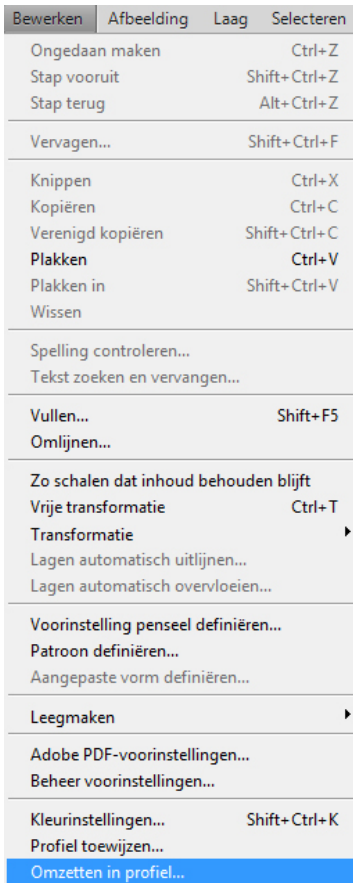 Bewerken Afbeelding Laag Selecteren
Ongedaan maken Ctrl+Z
Stap vooruit Shift+Ctrl+Z
Stap terug Alt+Ctrl+Z
Vervagen... Shift+Ctrl+F
Knippen Ctrl+X
Kopiëren Ctrl+C
Verenigd kopiëren Shift+Ctrl+C
Plakken Ctrl+V
Plakken in Shift+Ctrl+V
Wissen
Spelling controleren...
Tekst zoeken en vervangen...
Vullen... Shift+F5
Omlijnen...
Zo schalen dat inhoud behouden blijft
Vrije transformatie Ctrl+T
Transformatie
Lagen automatisch uitlijnen...
Lagen automatisch overvloeien...
Voorinstelling penseel definiëren...
Patroon definiëren...
Aangepaste vorm definiëren...
Leegmaken
Adobe PDF-voorinstellingen...
Beheer voorinstellingen...
Kleurinstellingen... Shift+Ctrl+K
Profiel toewijzen...
Omzetten in profiel...